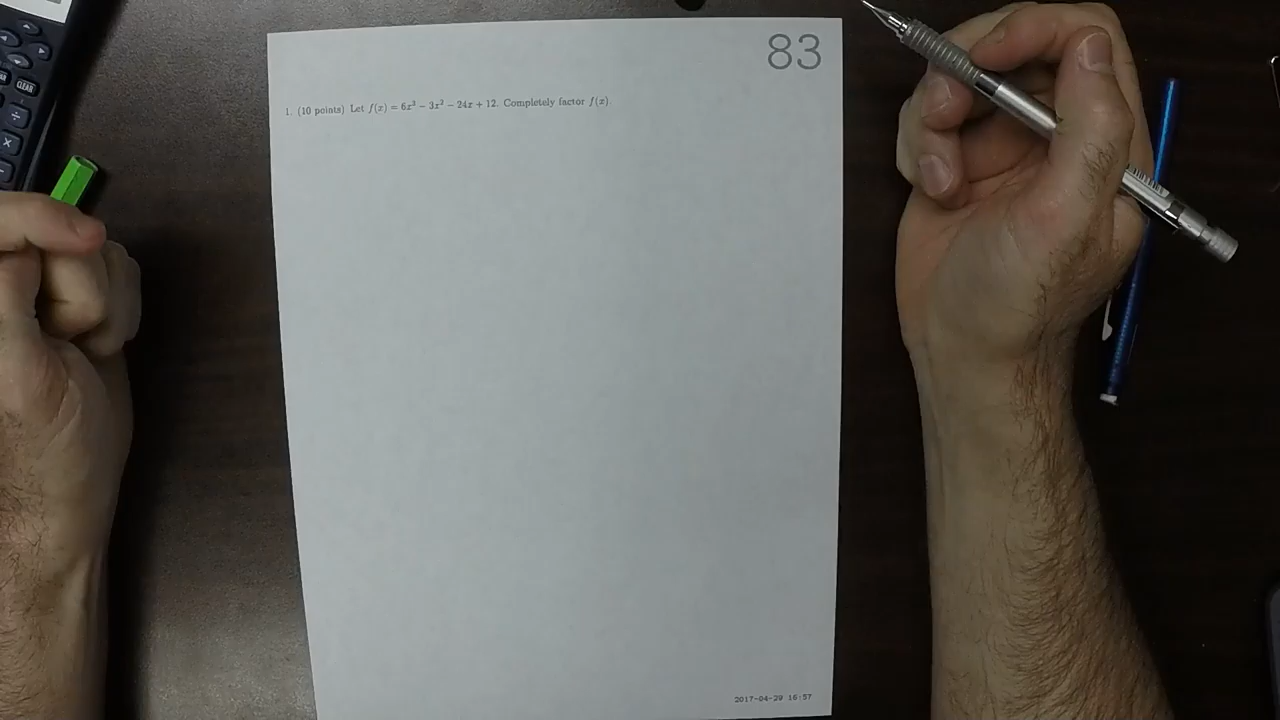 83
1. (10 points) Let f(x) = 6x³ − 3x² − 24x + 12. Completely factor f(x).
2017-04-29 16:57
CLEAR
÷
×
−